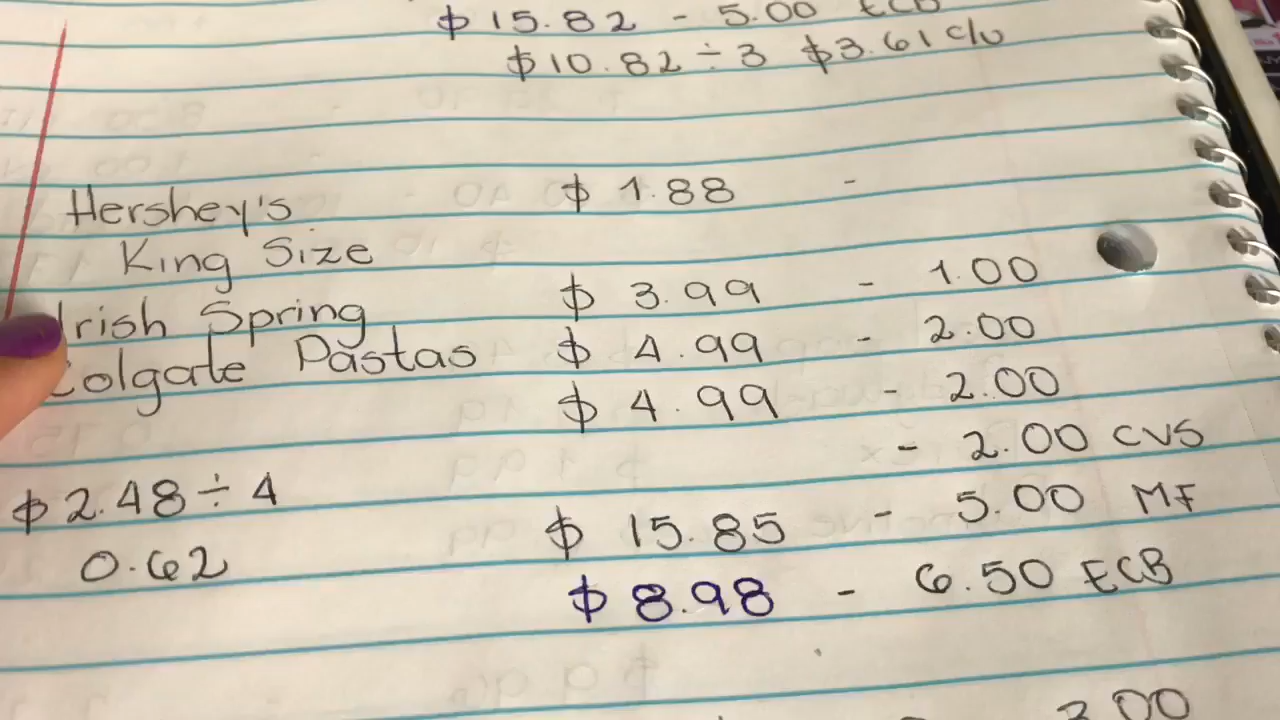 $ 15.82 - 5.00 ECB
$ 10.82 ÷ 3 $3.61 c/u
Hershey's $ 1.88 -
King Size
Irish Spring $ 3.99 - 1.00
Colgate Pastas $ 4.99 - 2.00
$ 4.99 - 2.00
- 2.00 CVS
$ 2.48 ÷ 4
$ 15.85 - 5.00 MF
0.62
$ 8.98 - 6.50 ECB